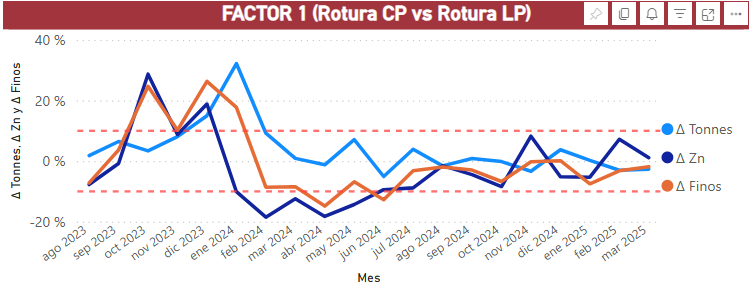 FACTOR 1 (Rotura CP vs Rotura LP)
40 %
20 %
0 %
-20 %
Δ Tonnes, Δ Zn y Δ Finos
Δ Tonnes
Δ Zn
Δ Finos
ago 2023
sep 2023
oct 2023
nov 2023
dic 2023
ene 2024
feb 2024
mar 2024
abr 2024
may 2024
jun 2024
jul 2024
ago 2024
sep 2024
oct 2024
nov 2024
dic 2024
ene 2025
feb 2025
mar 2025
Mes